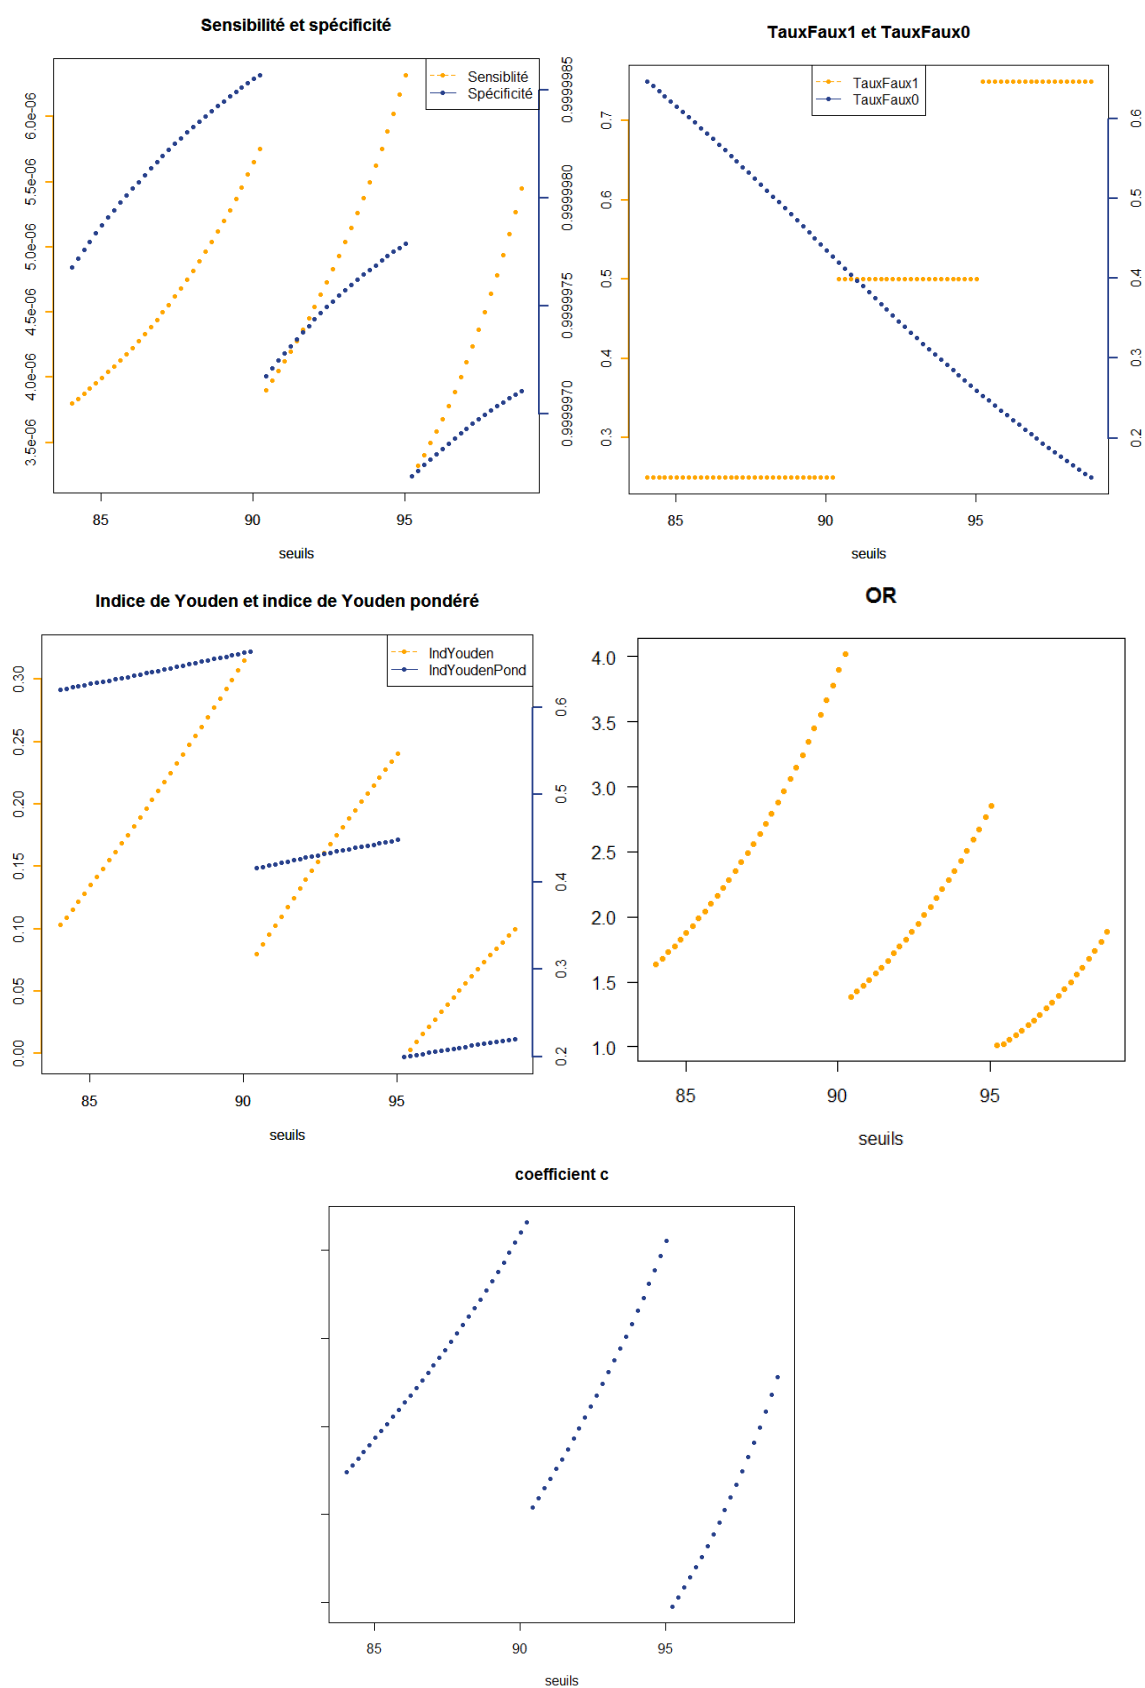 Sensibilité et spécificité
Sensiblité
Spécificité
3.5e-06 4.0e-06 4.5e-06 5.0e-06 5.5e-06 6.0e-06
0.9999970 0.9999975 0.9999980 0.9999985
85 90 95
seuils
TauxFaux1 et TauxFaux0
TauxFaux1
TauxFaux0
0.3 0.4 0.5 0.6 0.7
0.2 0.3 0.4 0.5 0.6
85 90 95
seuils
Indice de Youden et indice de Youden pondéré
IndYouden
IndYoudenPond
0.00 0.05 0.10 0.15 0.20 0.25 0.30
0.2 0.3 0.4 0.5 0.6
85 90 95
seuils
OR
4.0
3.5
3.0
2.5
2.0
1.5
1.0
85 90 95
seuils
coefficient c
85 90 95
seuils